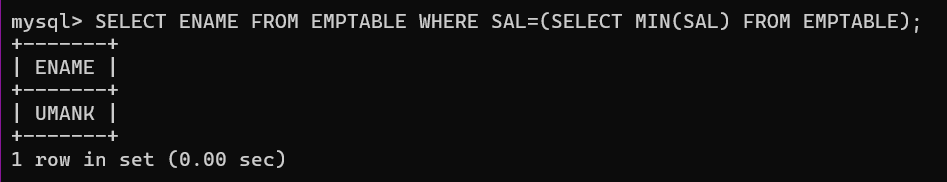 mysql> SELECT ENAME FROM EMPTABLE WHERE SAL=(SELECT MIN(SAL) FROM EMPTABLE);
+-------+
| ENAME |
+-------+
| UMANK |
+-------+
1 row in set (0.00 sec)